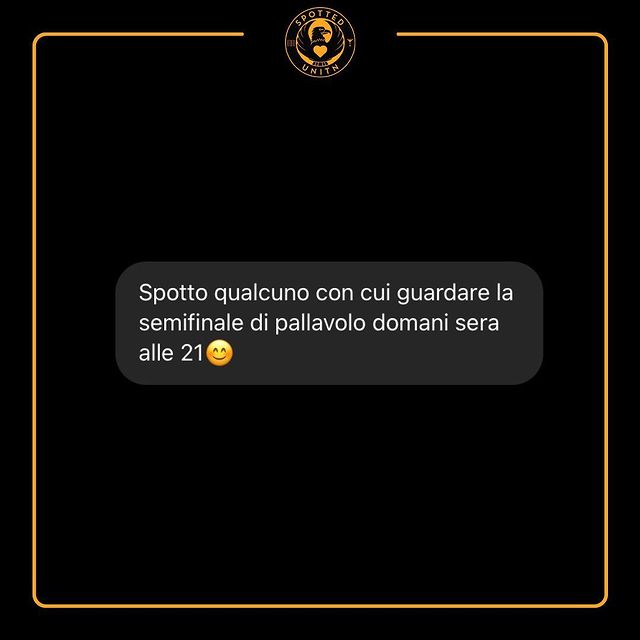 SPOTTED
UNITN
Spotto qualcuno con cui guardare la
semifinale di pallavolo domani sera
alle 21😊